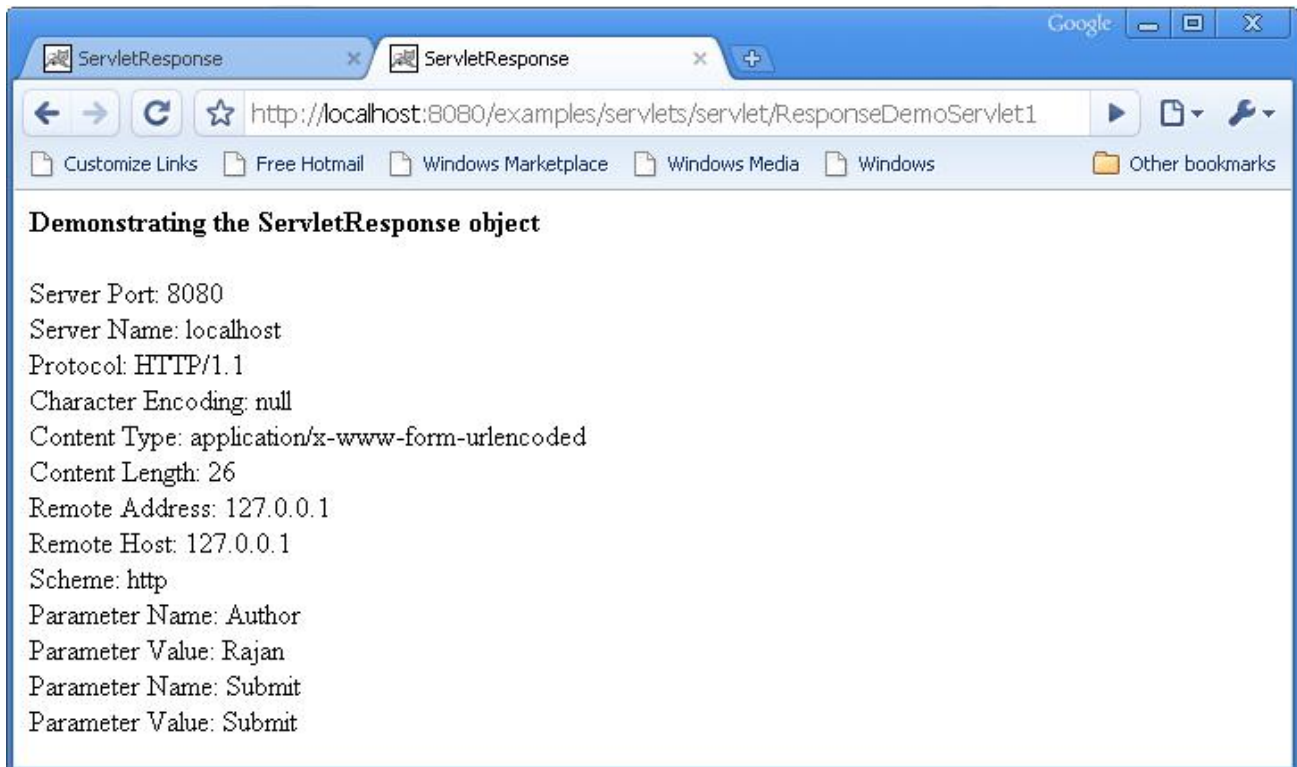 Google
ServletResponse
ServletResponse
http://localhost:8080/examples/servlets/servlet/ResponseDemoServlet1
Customize Links Free Hotmail Windows Marketplace Windows Media Windows Other bookmarks
Demonstrating the ServletResponse object
Server Port: 8080
Server Name: localhost
Protocol: HTTP/1.1
Character Encoding: null
Content Type: application/x-www-form-urlencoded
Content Length: 26
Remote Address: 127.0.0.1
Remote Host: 127.0.0.1
Scheme: http
Parameter Name: Author
Parameter Value: Rajan
Parameter Name: Submit
Parameter Value: Submit